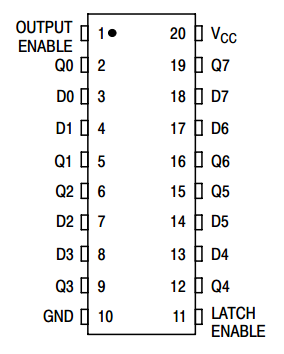 OUTPUT
ENABLE 1 20 VCC
Q0 2 19 Q7
D0 3 18 D7
D1 4 17 D6
Q1 5 16 Q6
Q2 6 15 Q5
D2 7 14 D5
D3 8 13 D4
Q3 9 12 Q4
GND 10 11 LATCH
ENABLE